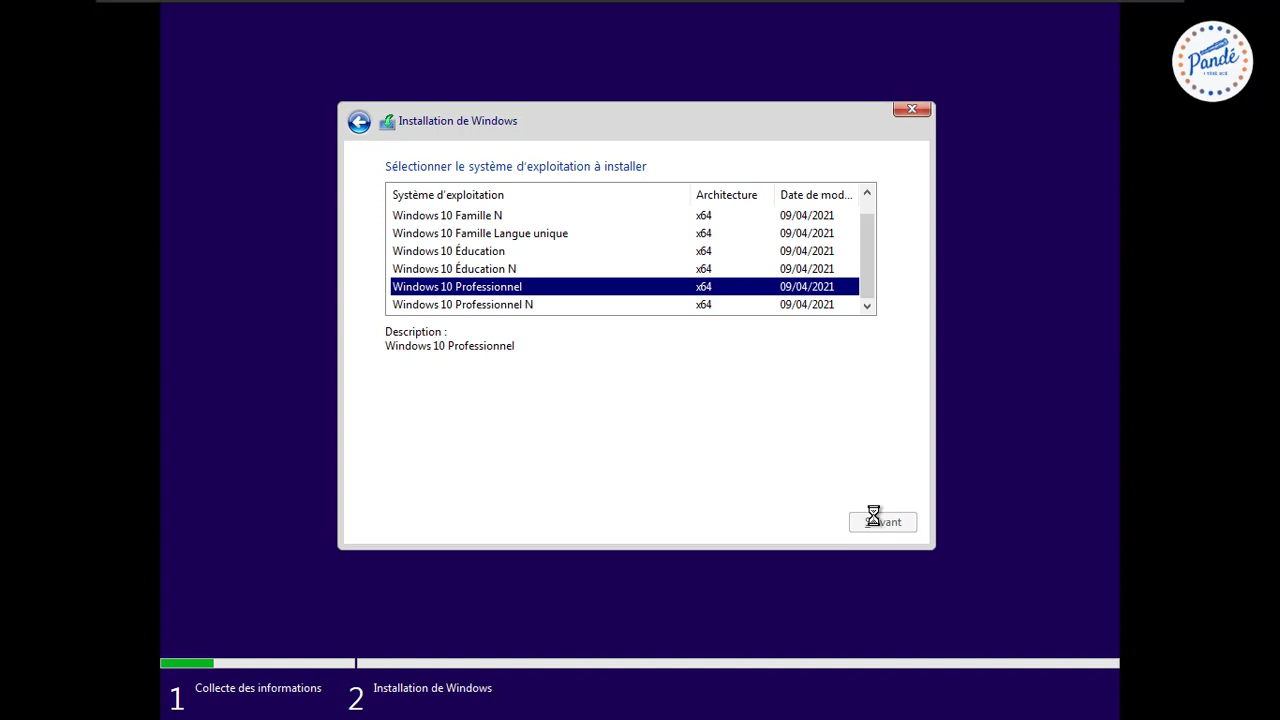 Pandé
Installation de Windows
Sélectionner le système d'exploitation à installer
Système d'exploitation Architecture Date de mod...
Windows 10 Famille N x64 09/04/2021
Windows 10 Famille Langue unique x64 09/04/2021
Windows 10 Éducation x64 09/04/2021
Windows 10 Éducation N x64 09/04/2021
Windows 10 Professionnel x64 09/04/2021
Windows 10 Professionnel N x64 09/04/2021
Description :
Windows 10 Professionnel
Suivant
1 Collecte des informations 2 Installation de Windows